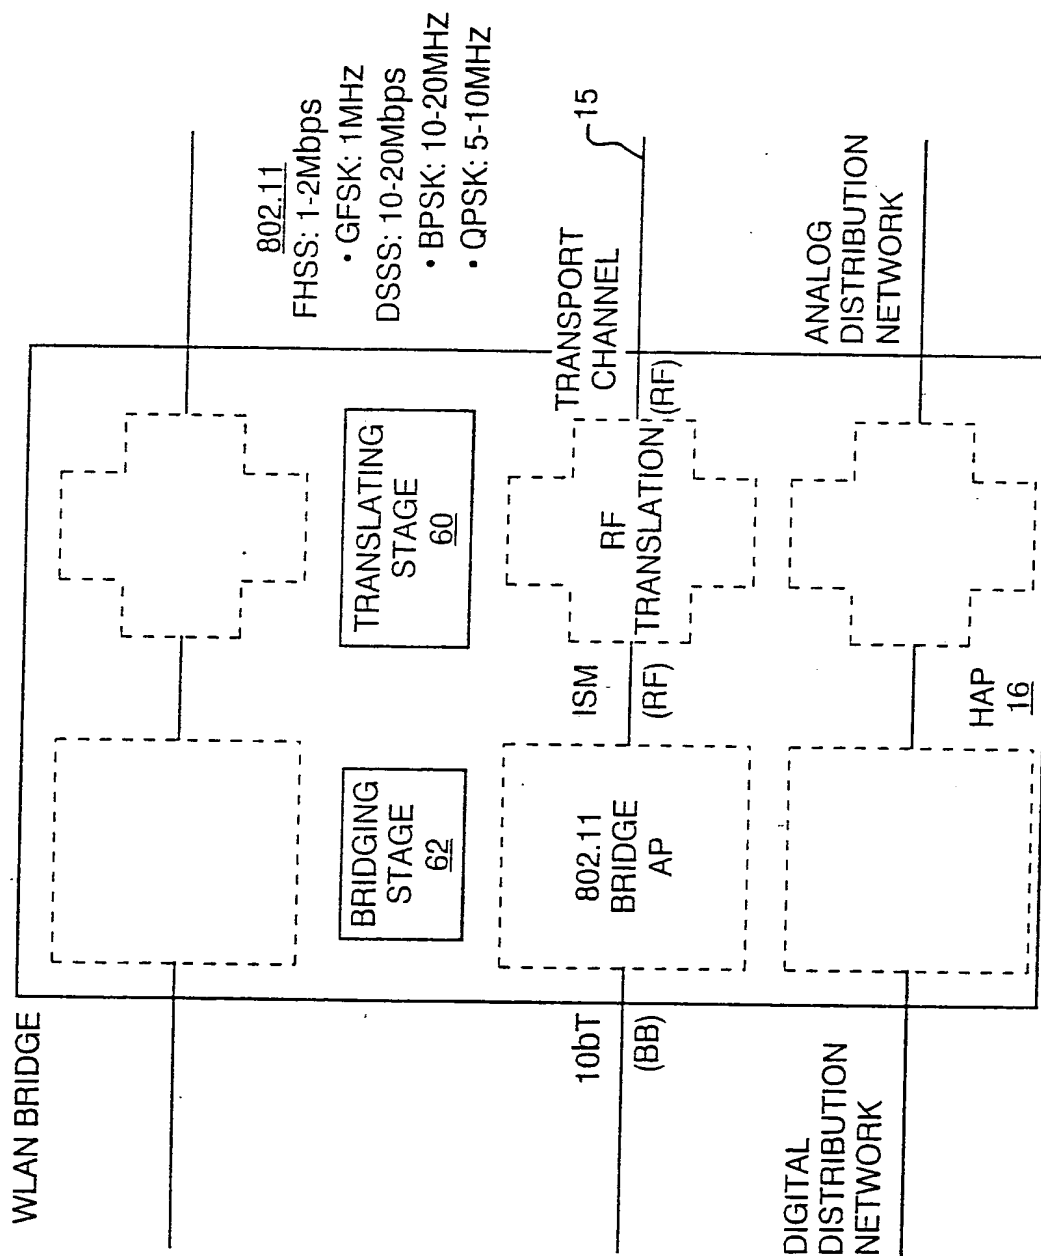 WLAN BRIDGE
802.11
FHSS: 1-2Mbps
• GFSK: 1MHz
DSSS: 10-20Mbps
• BPSK: 10-20MHz
• QPSK: 5-10MHz
BRIDGING
STAGE
62
TRANSLATING
STAGE
60
10bT
(BB)
802.11
BRIDGE
AP
ISM
(RF)
RF
TRANSLATION
TRANSPORT
CHANNEL
(RF)
15
DIGITAL
DISTRIBUTION
NETWORK
HAP
16
ANALOG
DISTRIBUTION
NETWORK